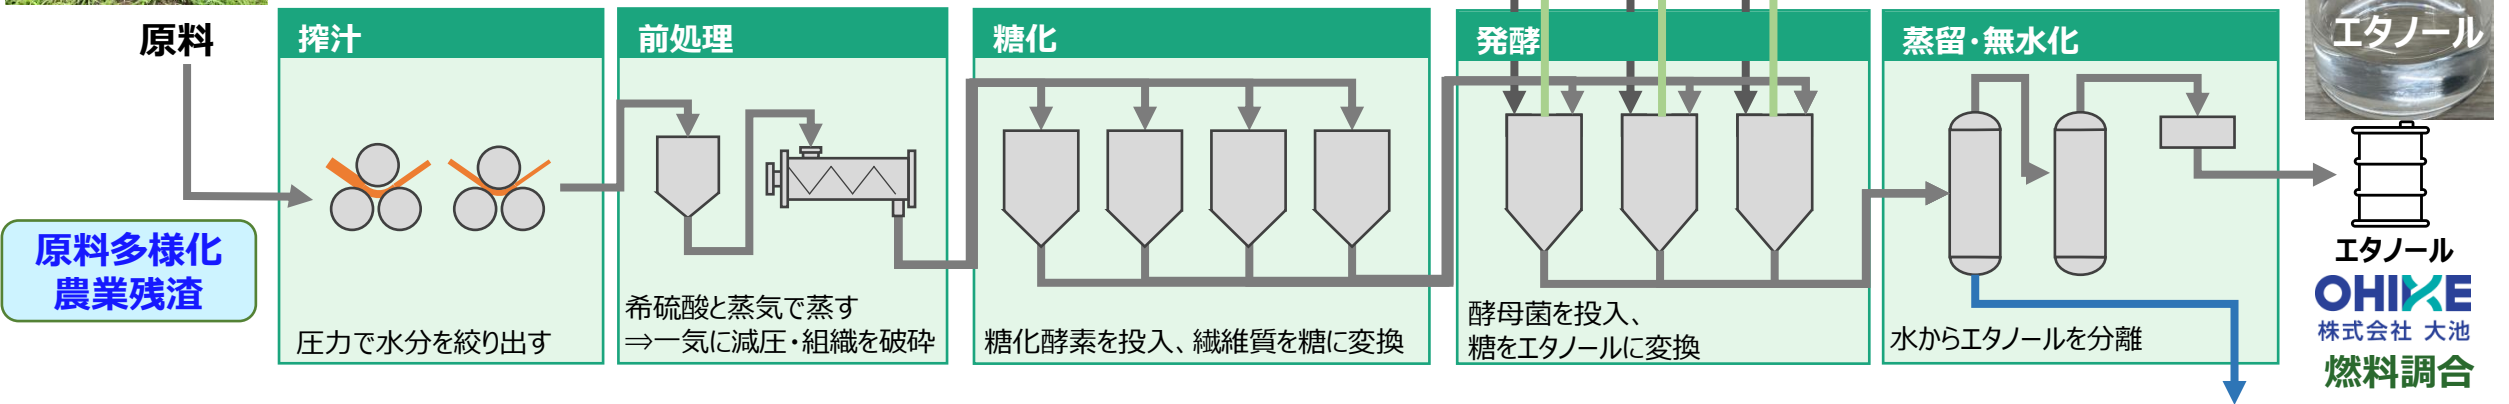 原料
原料多様化
農業残渣
搾汁
圧力で水分を絞り出す
前処理
希硫酸と蒸気で蒸す
⇒一気に減圧・組織を破砕
糖化
糖化酵素を投入、繊維質を糖に変換
発酵
酵母菌を投入、
糖をエタノールに変換
蒸留・無水化
水からエタノールを分離
エタノール
エタノール
OHIKE
株式会社 大池
燃料調合